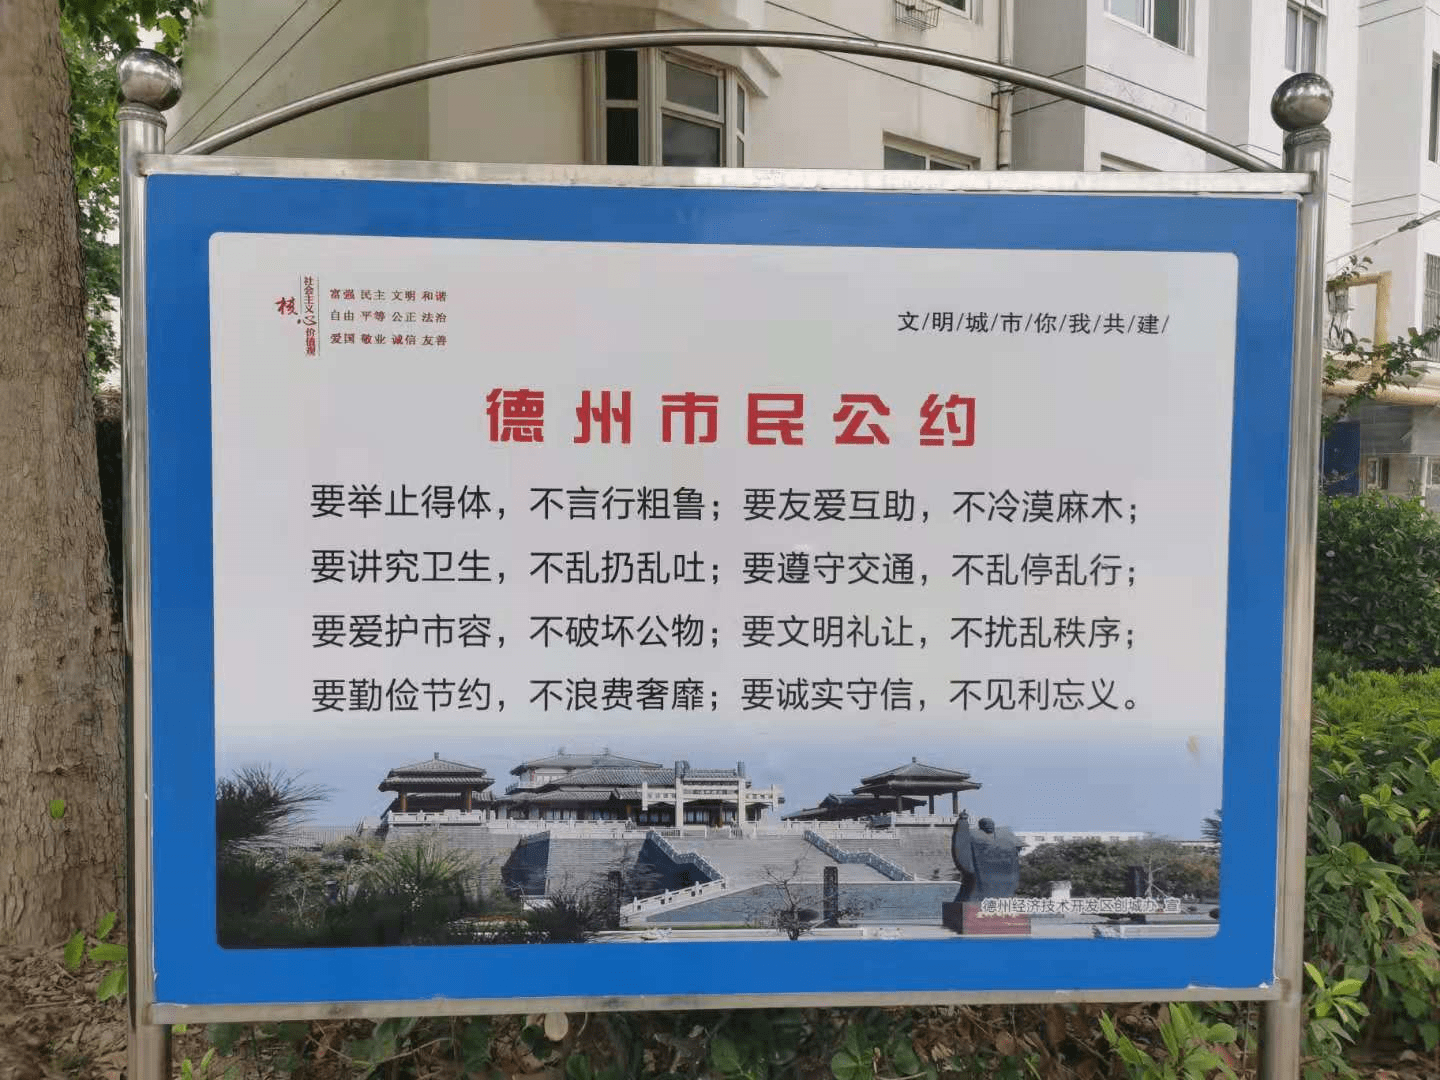 社会主义
核心
价值观
富强 民主 文明 和谐
自由 平等 公正 法治
爱国 敬业 诚信 友善
文/明/城/市/你/我/共/建/
德州市民公约
要举止得体，不言行粗鲁；要友爱互助，不冷漠麻木；
要讲究卫生，不乱扔乱吐；要遵守交通，不乱停乱行；
要爱护市容，不破坏公物；要文明礼让，不扰乱秩序；
要勤俭节约，不浪费奢靡；要诚实守信，不见利忘义。
德州经济技术开发区创城办 宣